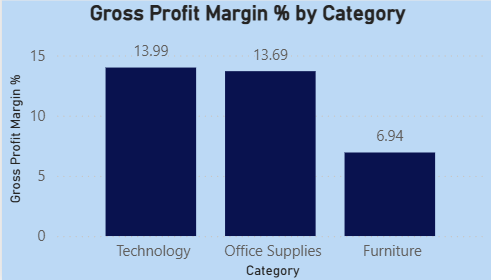 Gross Profit Margin % by Category
Gross Profit Margin %
15
10
5
0
13.99
13.69
6.94
Technology
Office Supplies
Furniture
Category